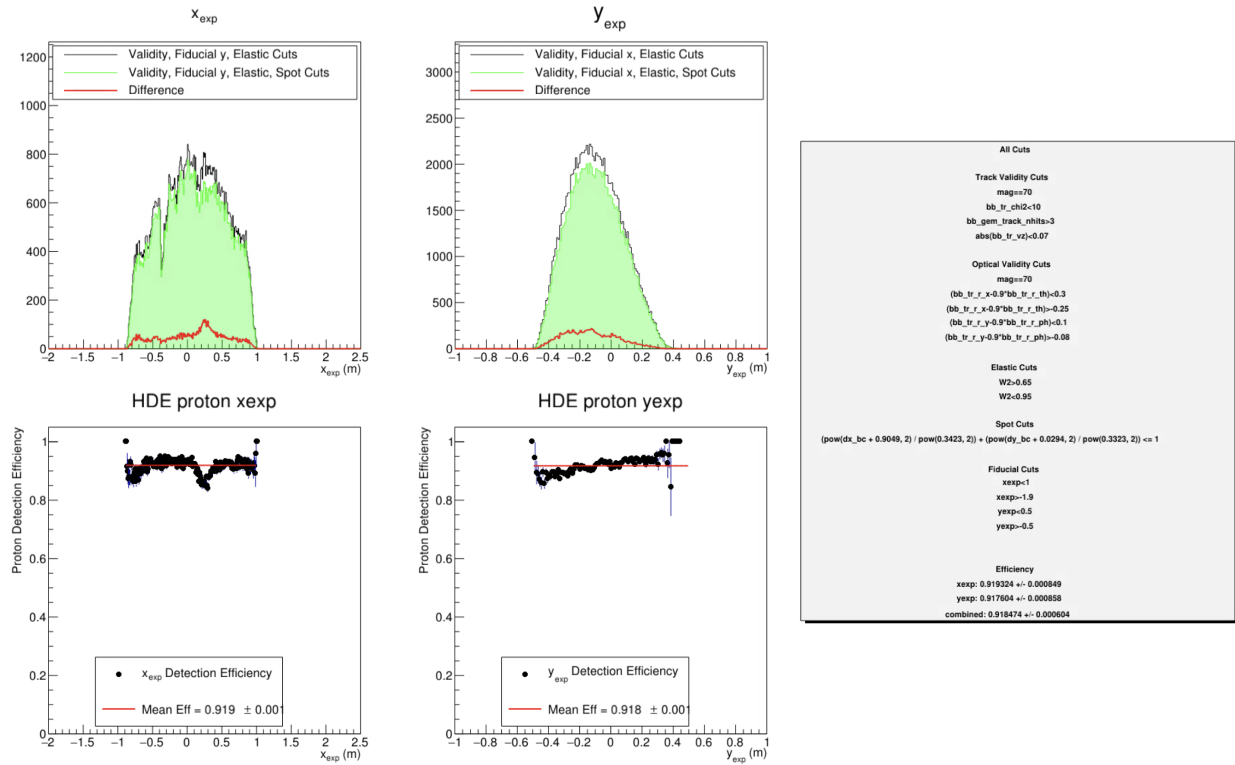 x_exp
1200
1000
800
600
400
200
0
Validity, Fiducial y, Elastic Cuts
Validity, Fiducial y, Elastic, Spot Cuts
Difference
−2 −1.5 −1 −0.5 0 0.5 1 1.5 2 2.5
x_exp (m)
y_exp
3000
2500
2000
1500
1000
500
0
Validity, Fiducial x, Elastic Cuts
Validity, Fiducial x, Elastic, Spot Cuts
Difference
−1 −0.8 −0.6 −0.4 −0.2 0 0.2 0.4 0.6 0.8 1
y_exp (m)
HDE proton xexp
Proton Detection Efficiency
1
0.8
0.6
0.4
0.2
0
x_exp Detection Efficiency
Mean Eff = 0.919 ± 0.001
−2 −1.5 −1 −0.5 0 0.5 1 1.5 2 2.5
x_exp (m)
HDE proton yexp
Proton Detection Efficiency
1
0.8
0.6
0.4
0.2
0
y_exp Detection Efficiency
Mean Eff = 0.918 ± 0.001
−1 −0.8 −0.6 −0.4 −0.2 0 0.2 0.4 0.6 0.8 1
y_exp (m)
All Cuts
Track Validity Cuts
mag==70
bb_tr_chi2<10
bb_gem_track_nhits>3
abs(bb_tr_vz)<0.07
Optical Validity Cuts
mag==70
(bb_tr_r_x-0.9*bb_tr_r_th)<0.3
(bb_tr_r_x-0.9*bb_tr_r_th)>-0.25
(bb_tr_r_y-0.9*bb_tr_r_ph)<0.1
(bb_tr_r_y-0.9*bb_tr_r_ph)>-0.08
Elastic Cuts
W2>0.65
W2<0.95
Spot Cuts
(pow(dx_bc + 0.9049, 2) / pow(0.3423, 2)) + (pow(dy_bc + 0.0294, 2) / pow(0.3323, 2)) <= 1
Fiducial Cuts
xexp<1
xexp>-1.9
yexp<0.5
yexp>-0.5
Efficiency
xexp: 0.919324 +/- 0.000849
yexp: 0.917604 +/- 0.000858
combined: 0.918474 +/- 0.000604